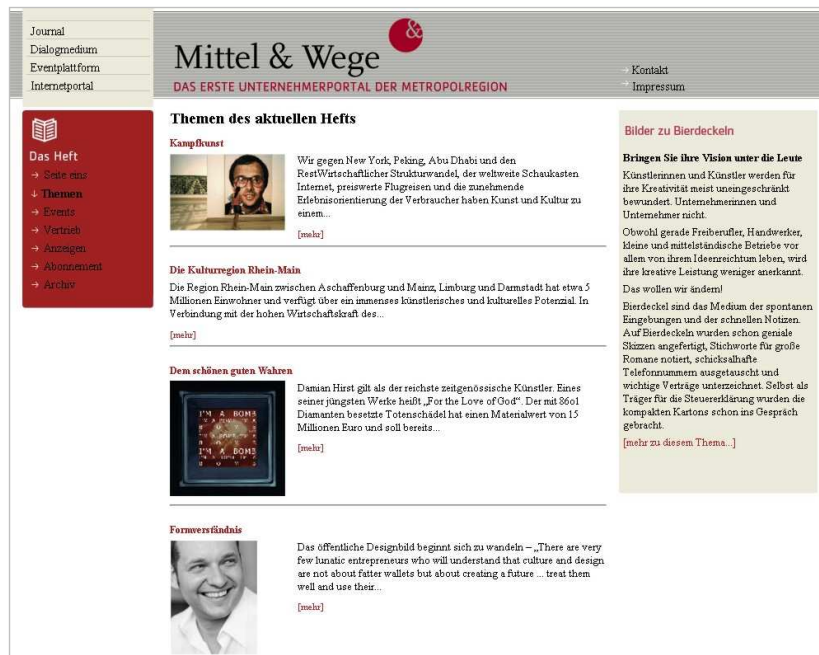 Journal
Dialogmedium
Eventplattform
Internetportal
&
Mittel & Wege
DAS ERSTE UNTERNEHMERPORTAL DER METROPOLREGION
→ Kontakt
→ Impressum
Das Heft
→ Seite eins
↓ Themen
→ Events
→ Vertrieb
→ Anzeigen
→ Abonnement
→ Archiv
Themen des aktuellen Hefts
Kampfkunst
Wir gegen New York, Peking, Abu Dhabi und den
RestWirtschaftlicher Strukturwandel, der weltweite Schaukasten
Internet, preiswerte Flugreisen und die zunehmende
Erlebnisorientierung der Verbraucher haben Kunst und Kultur zu
einem...
[mehr]
Die Kulturregion Rhein-Main
Die Region Rhein-Main zwischen Aschaffenburg und Mainz, Limburg und Darmstadt hat etwa 5
Millionen Einwohner und verfügt über ein immenses künstlerisches und kulturelles Potenzial. In
Verbindung mit der hohen Wirtschaftskraft des...
[mehr]
Dem schönen guten Wahren
I'M A BOMB
I'M A BOMB
Damian Hirst gilt als der reichste zeitgenössische Künstler. Eines
seiner jüngsten Werke heißt „For the Love of God“. Der mit 8601
Diamanten besetzte Totenschädel hat einen Materialwert von 15
Millionen Euro und soll bereits...
[mehr]
Formverständnis
Das öffentliche Designbild beginnt sich zu wandeln – „There are very
few lunatic entrepreneurs who will understand that culture and design
are not about fatter wallets but about creating a future ... treat them
well and use their...
[mehr]
Bilder zu Bierdeckeln
Bringen Sie ihre Vision unter die Leute
Künstlerinnen und Künstler werden für
ihre Kreativität meist uneingeschränkt
bewundert. Unternehmerinnen und
Unternehmer nicht.
Obwohl gerade Freiberufler, Handwerker,
kleine und mittelständische Betriebe vor
allem von ihrem Ideenreichtum leben, wird
ihre kreative Leistung weniger anerkannt.
Das wollen wir ändern!
Bierdeckel sind das Medium der spontanen
Eingebungen und der schnellen Notizen.
Auf Bierdeckeln wurden schon geniale
Skizzen angefertigt, Stichworte für große
Romane notiert, schicksalhafte
Telefonnummern ausgetauscht und
wichtige Verträge unterzeichnet. Selbst als
Träger für die Steuererklärung wurden die
kompakten Kartons schon ins Gespräch
gebracht.
[mehr zu diesem Thema...]